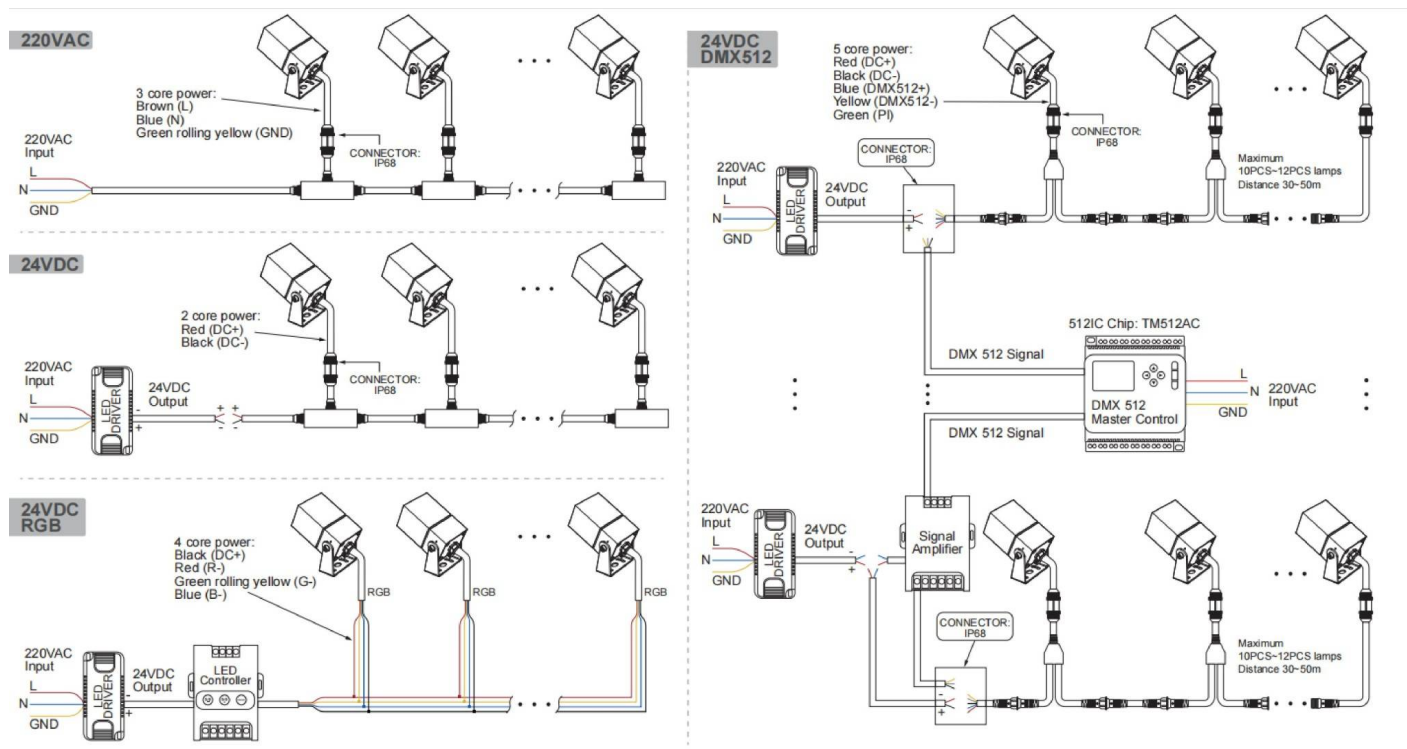 220VAC
3 core power:
Brown (L)
Blue (N)
Green rolling yellow (GND)
220VAC
Input
L
N
GND
CONNECTOR:
IP68
24VDC
2 core power:
Red (DC+)
Black (DC-)
220VAC
Input
L
N
GND
LED
DRIVER
24VDC
Output
-
+
+ +
- -
CONNECTOR:
IP68
24VDC
RGB
4 core power:
Black (DC+)
Red (R-)
Green rolling yellow (G-)
Blue (B-)
RGB
RGB
RGB
220VAC
Input
L
N
GND
LED
DRIVER
24VDC
Output
-
+
LED
Controller
24VDC
DMX512
5 core power:
Red (DC+)
Black (DC-)
Blue (DMX512+)
Yellow (DMX512-)
Green (PI)
CONNECTOR:
IP68
CONNECTOR:
IP68
220VAC
Input
L
N
GND
LED
DRIVER
24VDC
Output
-
+
Maximum
10PCS~12PCS lamps
Distance 30~50m
512IC Chip: TM512AC
DMX 512 Signal
DMX 512
Master Control
L
N
GND
220VAC
Input
DMX 512 Signal
220VAC
Input
L
N
GND
LED
DRIVER
24VDC
Output
-
+
Signal
Amplifier
CONNECTOR:
IP68
-
+
Maximum
10PCS~12PCS lamps
Distance 30~50m